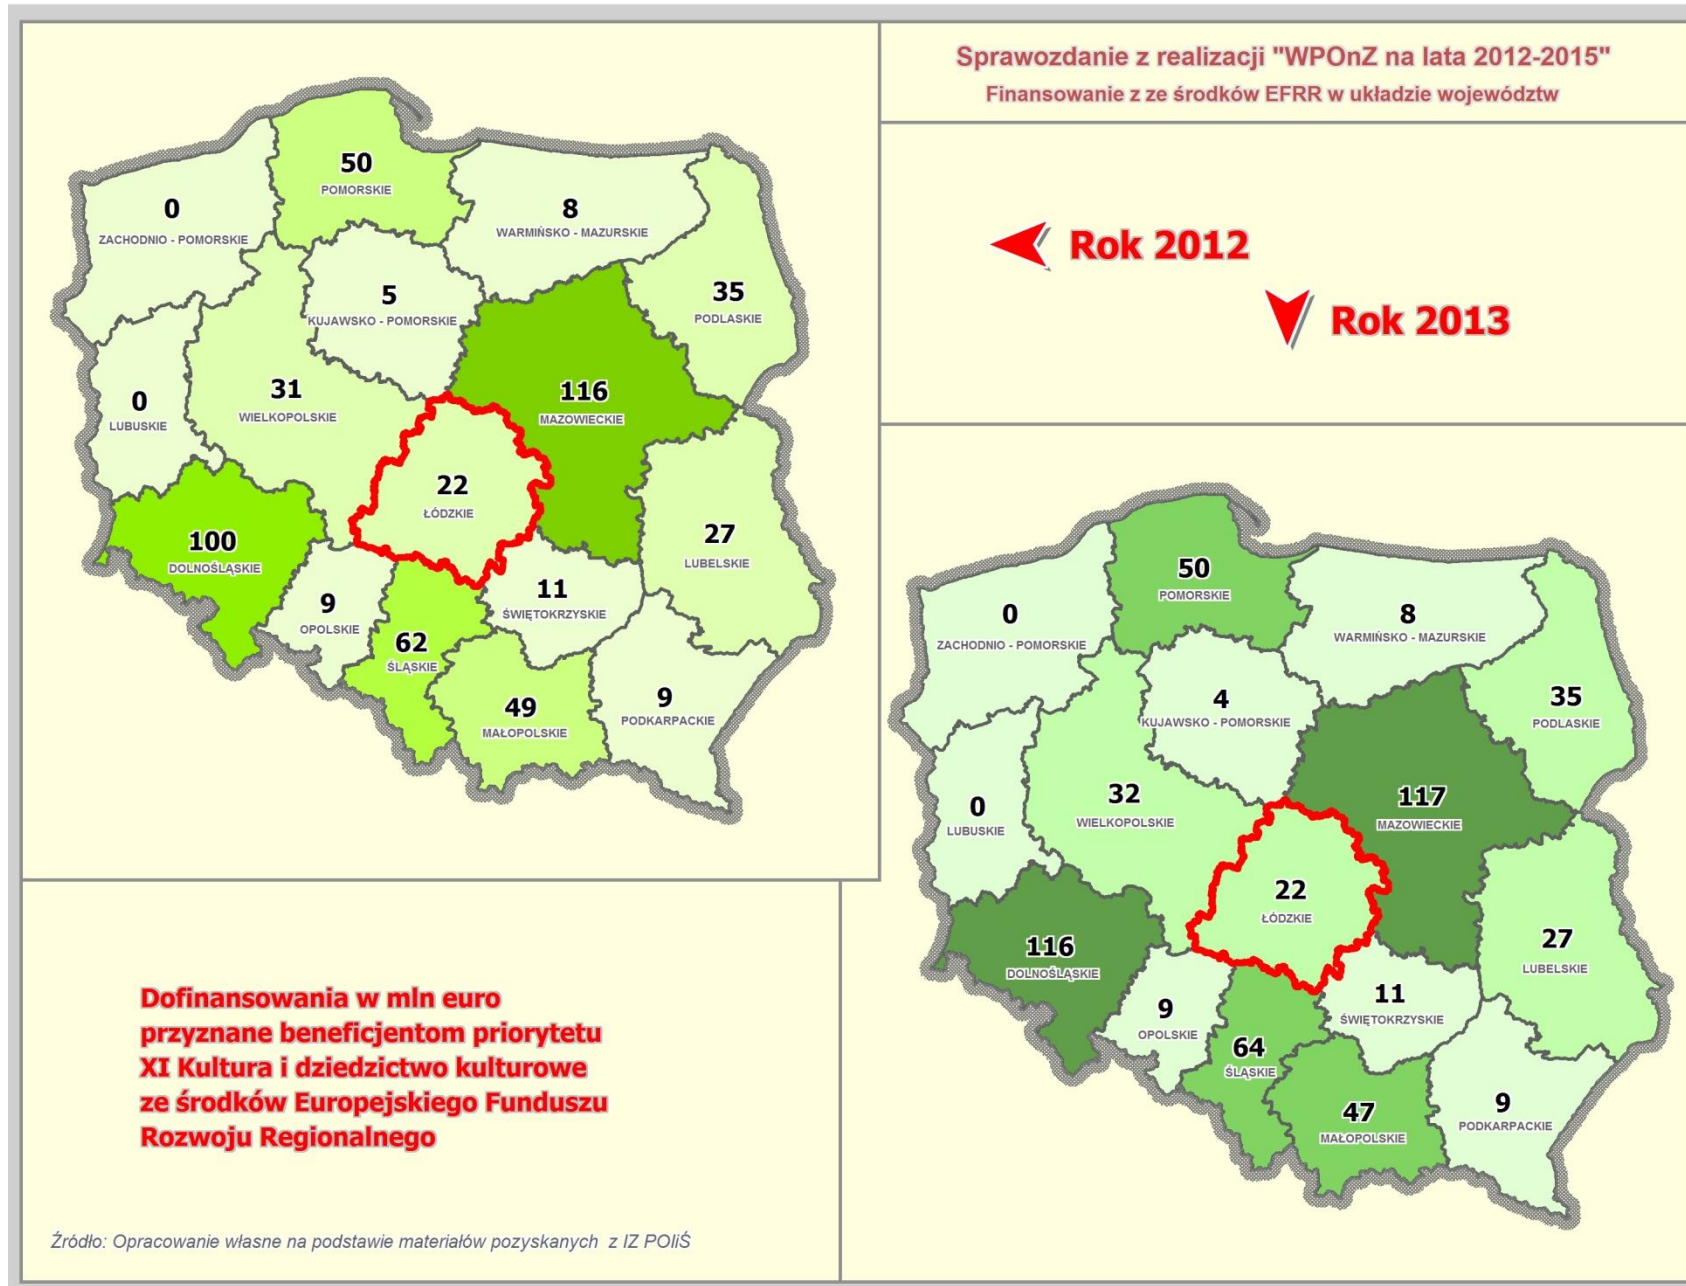 Sprawozdanie z realizacji "WPOnZ na lata 2012-2015"
Finansowanie z ze środków EFRR w układzie województw
Rok 2012
Rok 2013
50
POMORSKIE
0
ZACHODNIO - POMORSKIE
8
WARMIŃSKO - MAZURSKIE
5
KUJAWSKO - POMORSKIE
35
PODLASKIE
0
LUBUSKIE
31
WIELKOPOLSKIE
116
MAZOWIECKIE
22
ŁÓDZKIE
100
DOLNOŚLĄSKIE
27
LUBELSKIE
9
OPOLSKIE
11
ŚWIĘTOKRZYSKIE
62
ŚLĄSKIE
49
MAŁOPOLSKIE
9
PODKARPACKIE
50
POMORSKIE
0
ZACHODNIO - POMORSKIE
8
WARMIŃSKO - MAZURSKIE
4
KUJAWSKO - POMORSKIE
35
PODLASKIE
0
LUBUSKIE
32
WIELKOPOLSKIE
117
MAZOWIECKIE
22
ŁÓDZKIE
116
DOLNOŚLĄSKIE
27
LUBELSKIE
9
OPOLSKIE
11
ŚWIĘTOKRZYSKIE
64
ŚLĄSKIE
47
MAŁOPOLSKIE
9
PODKARPACKIE
Dofinansowania w mln euro
przyznane beneficjentom priorytetu
XI Kultura i dziedzictwo kulturowe
ze środków Europejskiego Funduszu
Rozwoju Regionalnego
Źródło: Opracowanie własne na podstawie materiałów pozyskanych z IZ POIiŚ